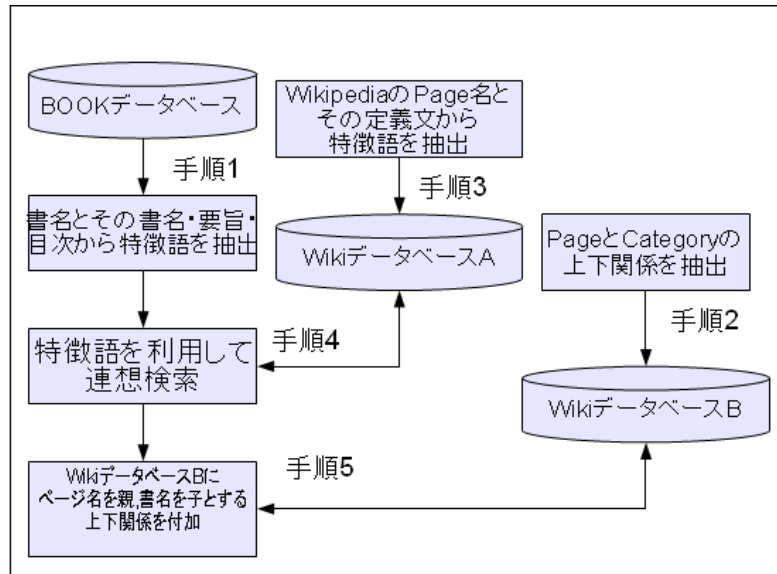 BOOKデータベース
手順1
書名とその書名・要旨・
目次から特徴語を抽出
特徴語を利用して
連想検索
WikiデータベースBに
ページ名を親,書名を子とする
上下関係を付加
WikipediaのPage名と
その定義文から
特徴語を抽出
手順3
WikiデータベースA
手順4
PageとCategoryの
上下関係を抽出
手順2
WikiデータベースB
手順5